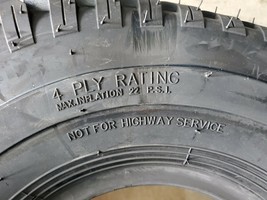 4 PLY RATING
MAX.INFLATION 22 P.S.I.
NOT FOR HIGHWAY SERVICE